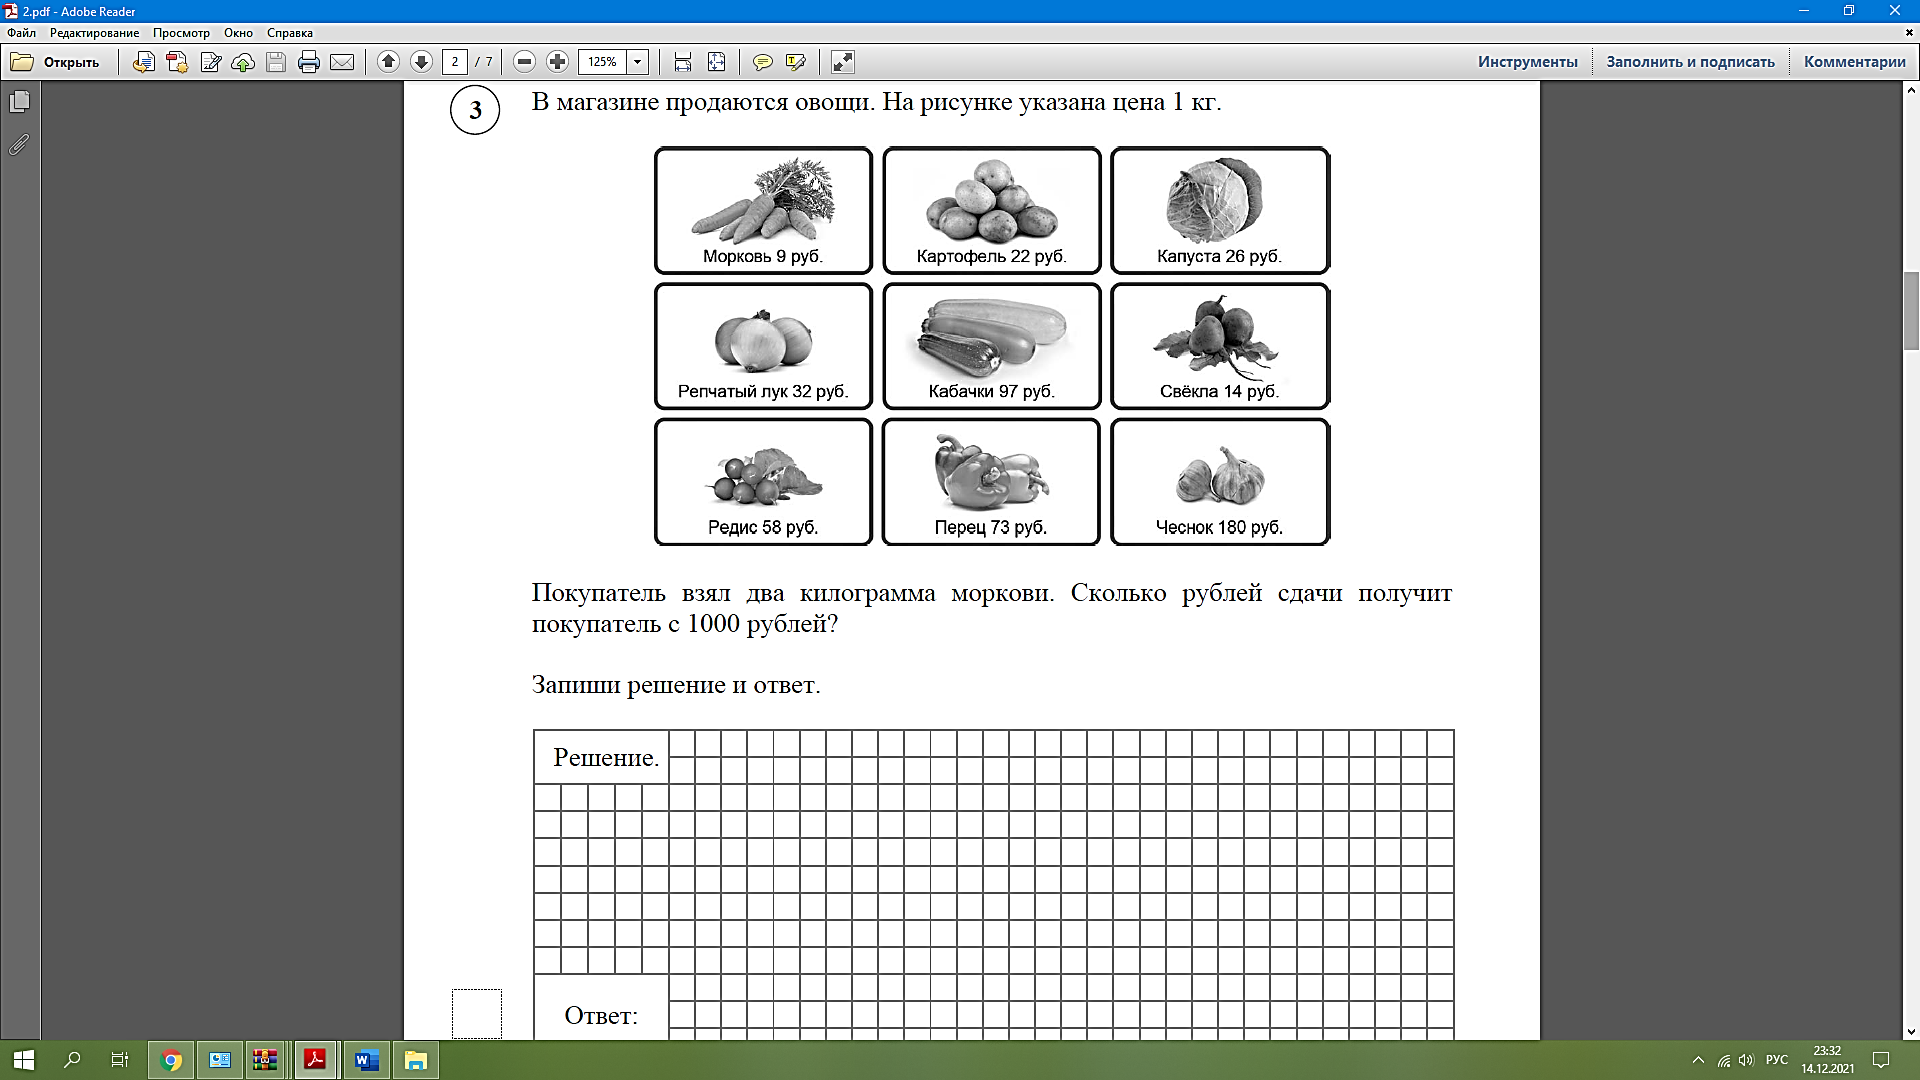 2.pdf - Adobe Reader
Файл Редактирование Просмотр Окно Справка
Открыть 2 / 7 125% Инструменты Заполнить и подписать Комментарии
3 В магазине продаются овощи. На рисунке указана цена 1 кг.
Морковь 9 руб. Картофель 22 руб. Капуста 26 руб.
Репчатый лук 32 руб. Кабачки 97 руб. Свёкла 14 руб.
Редис 58 руб. Перец 73 руб. Чеснок 180 руб.
Покупатель взял два килограмма моркови. Сколько рублей сдачи получит
покупатель с 1000 рублей?
Запиши решение и ответ.
Решение.
Ответ:
РУС 23:32
14.12.2021